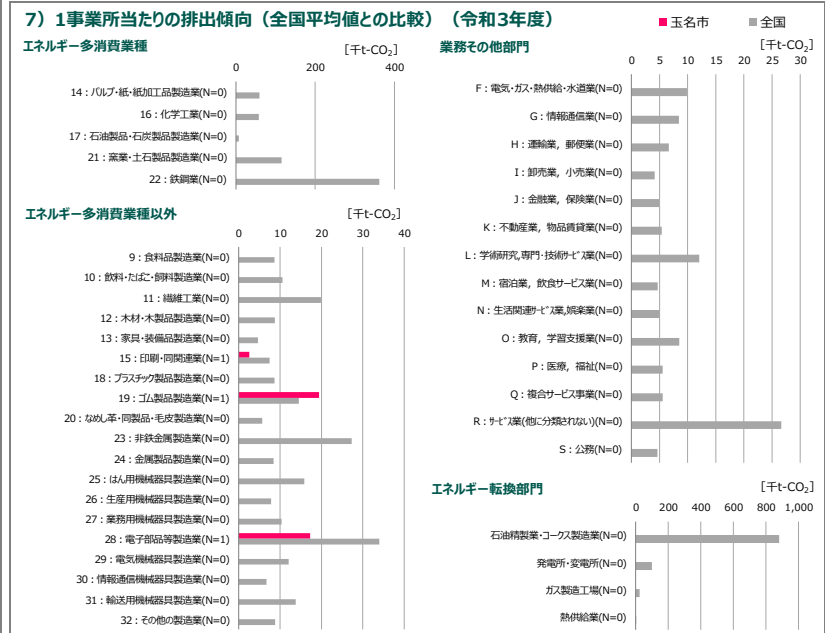 7）1事業所当たりの排出傾向（全国平均値との比較）（令和3年度）
玉名市
全国
エネルギー多消費業種
［千t-CO₂］
0 200 400
14：パルプ・紙・紙加工品製造業(N=0)
16：化学工業(N=0)
17：石油製品・石炭製品製造業(N=0)
21：窯業・土石製品製造業(N=0)
22：鉄鋼業(N=0)
エネルギー多消費業種以外
［千t-CO₂］
0 10 20 30 40
9：食料品製造業(N=0)
10：飲料・たばこ・飼料製造業(N=0)
11：繊維工業(N=0)
12：木材・木製品製造業(N=0)
13：家具・装備品製造業(N=0)
15：印刷・同関連業(N=1)
18：プラスチック製品製造業(N=0)
19：ゴム製品製造業(N=1)
20：なめし革・同製品・毛皮製造業(N=0)
23：非鉄金属製造業(N=0)
24：金属製品製造業(N=0)
25：はん用機械器具製造業(N=0)
26：生産用機械器具製造業(N=0)
27：業務用機械器具製造業(N=0)
28：電子部品等製造業(N=1)
29：電気機械器具製造業(N=0)
30：情報通信機械器具製造業(N=0)
31：輸送用機械器具製造業(N=0)
32：その他の製造業(N=0)
業務その他部門
［千t-CO₂］
0 5 10 15 20 25 30
F：電気・ガス・熱供給・水道業(N=0)
G：情報通信業(N=0)
H：運輸業，郵便業(N=0)
I：卸売業，小売業(N=0)
J：金融業，保険業(N=0)
K：不動産業，物品賃貸業(N=0)
L：学術研究,専門・技術ｻｰﾋﾞｽ業(N=0)
M：宿泊業，飲食サービス業(N=0)
N：生活関連ｻｰﾋﾞｽ業,娯楽業(N=0)
O：教育，学習支援業(N=0)
P：医療，福祉(N=0)
Q：複合サービス事業(N=0)
R：ｻｰﾋﾞｽ業(他に分類されない)(N=0)
S：公務(N=0)
エネルギー転換部門
［千t-CO₂］
0 200 400 600 800 1,000
石油精製業・コークス製造業(N=0)
発電所・変電所(N=0)
ガス製造工場(N=0)
熱供給業(N=0)